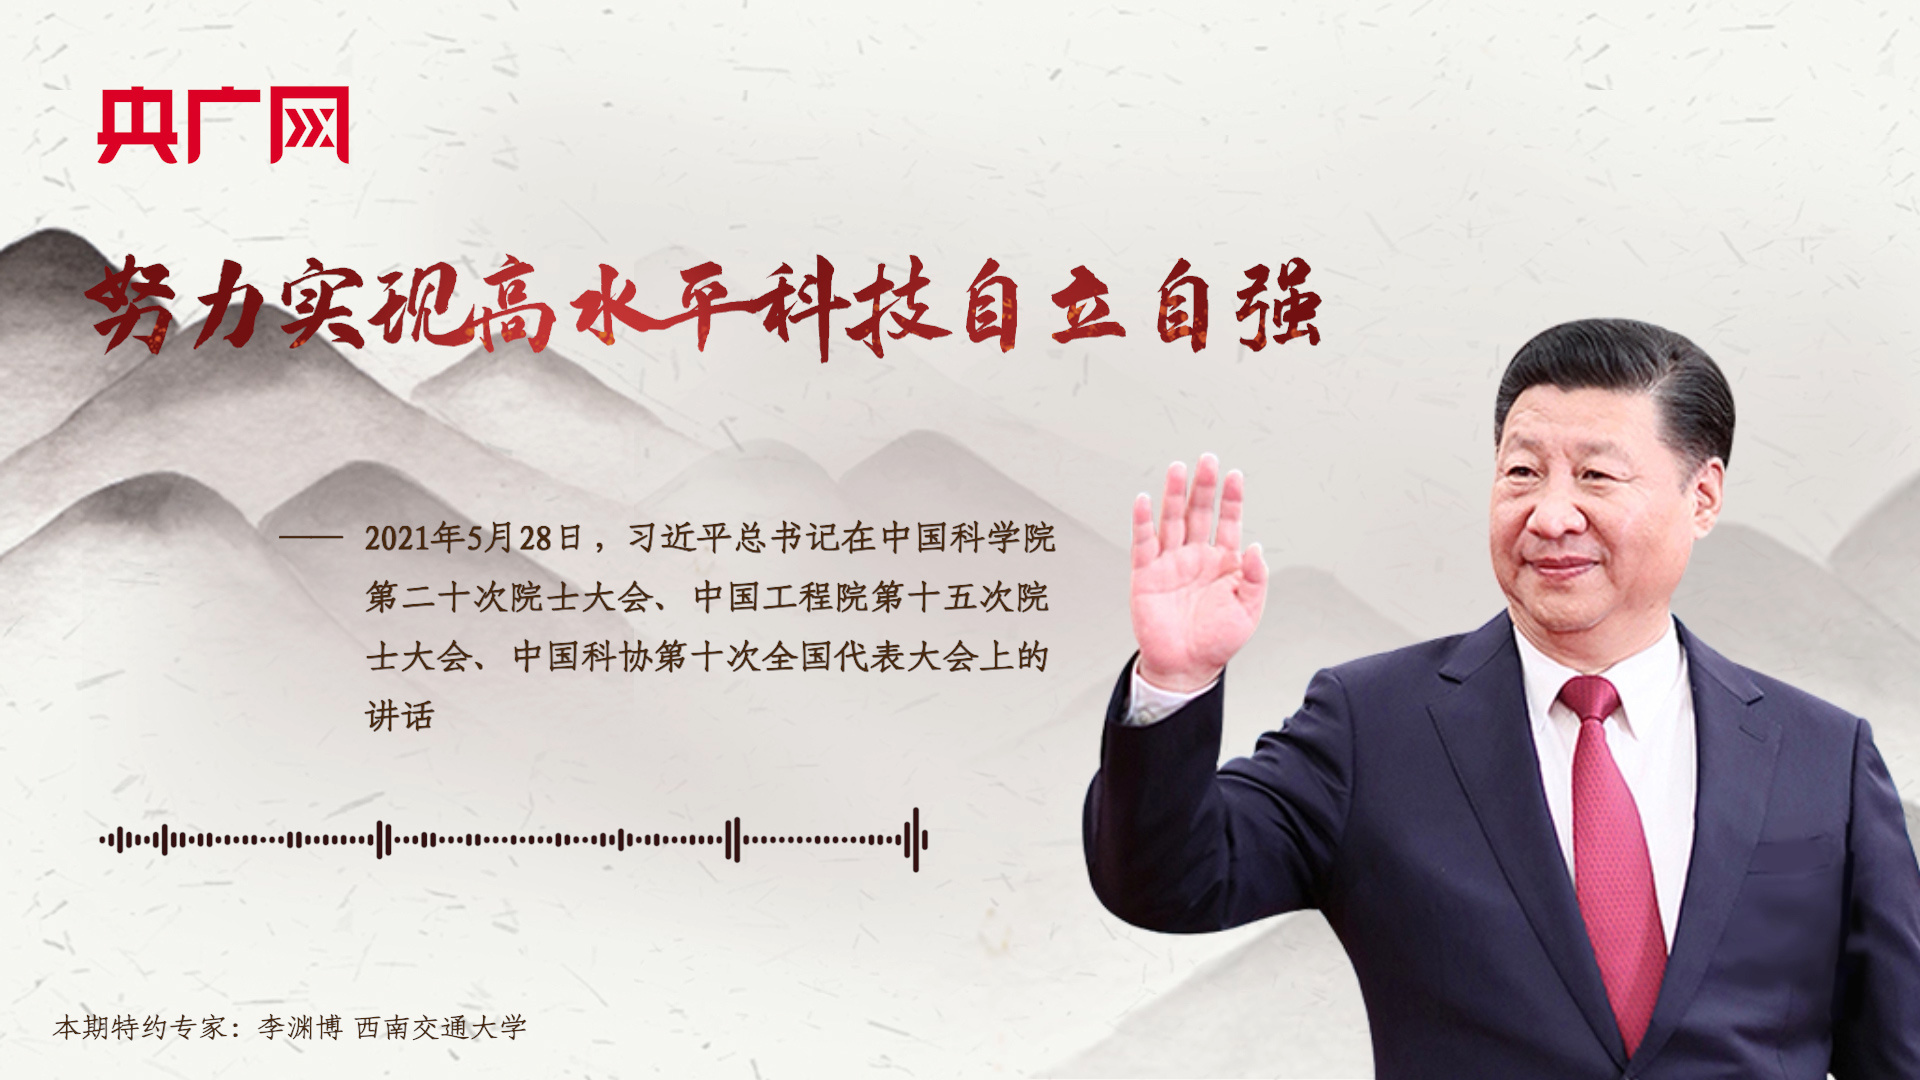 央广网
努力实现高水平科技自立自强
—— 2021年5月28日，习近平总书记在中国科学院
第二十次院士大会、中国工程院第十五次院
士大会、中国科协第十次全国代表大会上的
讲话
本期特约专家：李渊博 西南交通大学